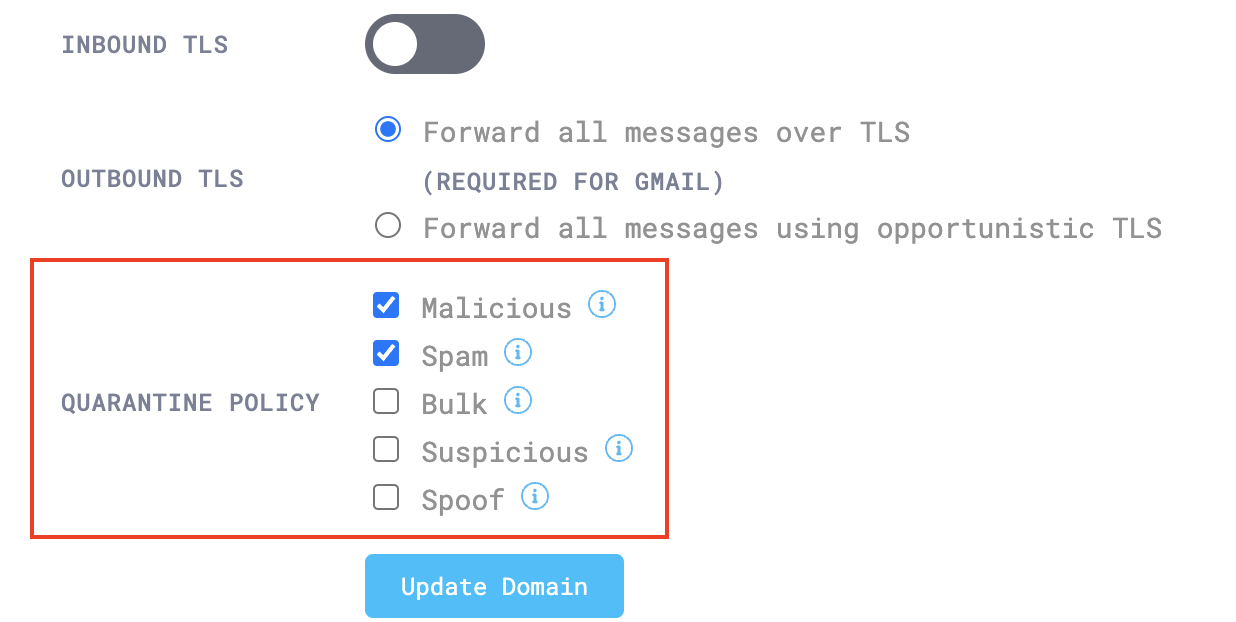 INBOUND TLS
Forward all messages over TLS
OUTBOUND TLS
(REQUIRED FOR GMAIL)
Forward all messages using opportunistic TLS
Malicious i
Spam i
QUARANTINE POLICY
Bulk i
Suspicious i
Spoof i
Update Domain